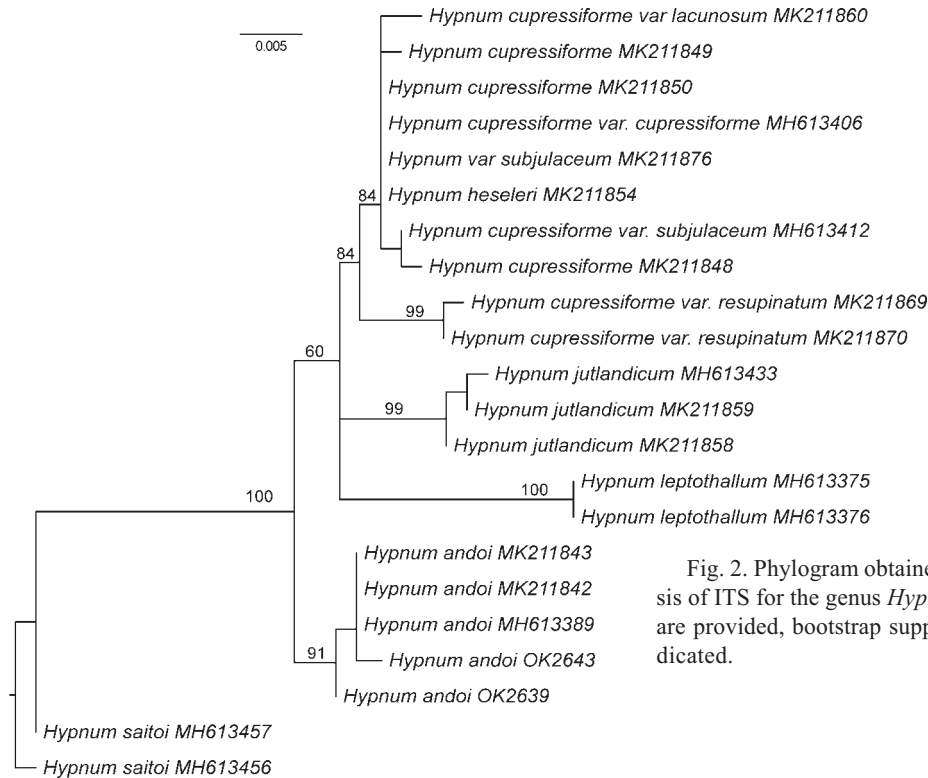 Hypnum cupressiforme var lacunosum MK211860
0.005
Hypnum cupressiforme MK211849
Hypnum cupressiforme MK211850
Hypnum cupressiforme var. cupressiforme MH613406
Hypnum var subjulaceum MK211876
84
Hypnum heseleri MK211854
Hypnum cupressiforme var. subjulaceum MH613412
84
Hypnum cupressiforme MK211848
Hypnum cupressiforme var. resupinatum MK211869
99
Hypnum cupressiforme var. resupinatum MK211870
60
Hypnum jutlandicum MH613433
99
Hypnum jutlandicum MK211859
Hypnum jutlandicum MK211858
Hypnum leptothallum MH613375
100
100
Hypnum leptothallum MH613376
Hypnum andoi MK211843
Hypnum andoi MK211842
Hypnum andoi MH613389
91
Hypnum andoi OK2643
Hypnum andoi OK2639
Hypnum saitoi MH613457
Hypnum saitoi MH613456
Fig. 2. Phylogram obtaine
sis of ITS for the genus Hyp
are provided, bootstrap supp
dicated.